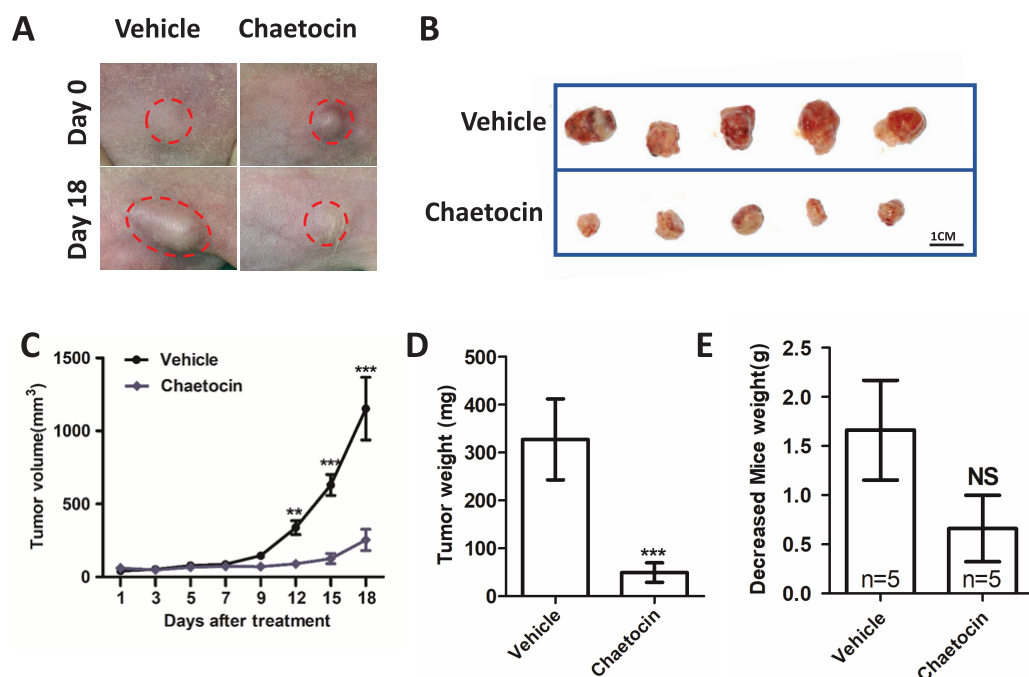 A
Vehicle Chaetocin
Day 0
Day 18
B
Vehicle
Chaetocin
1CM
C
Tumor volume(mm³)
1500
1000
500
0
Vehicle
Chaetocin
**
***
***
1 3 5 7 9 12 15 18
Days after treatment
D
Tumor weight (mg)
500
400
300
200
100
0
***
Vehicle
Chaetocin
E
Decreased Mice weight(g)
2.5
2.0
1.5
1.0
0.5
0.0
NS
n=5 n=5
Vehicle
Chaetocin